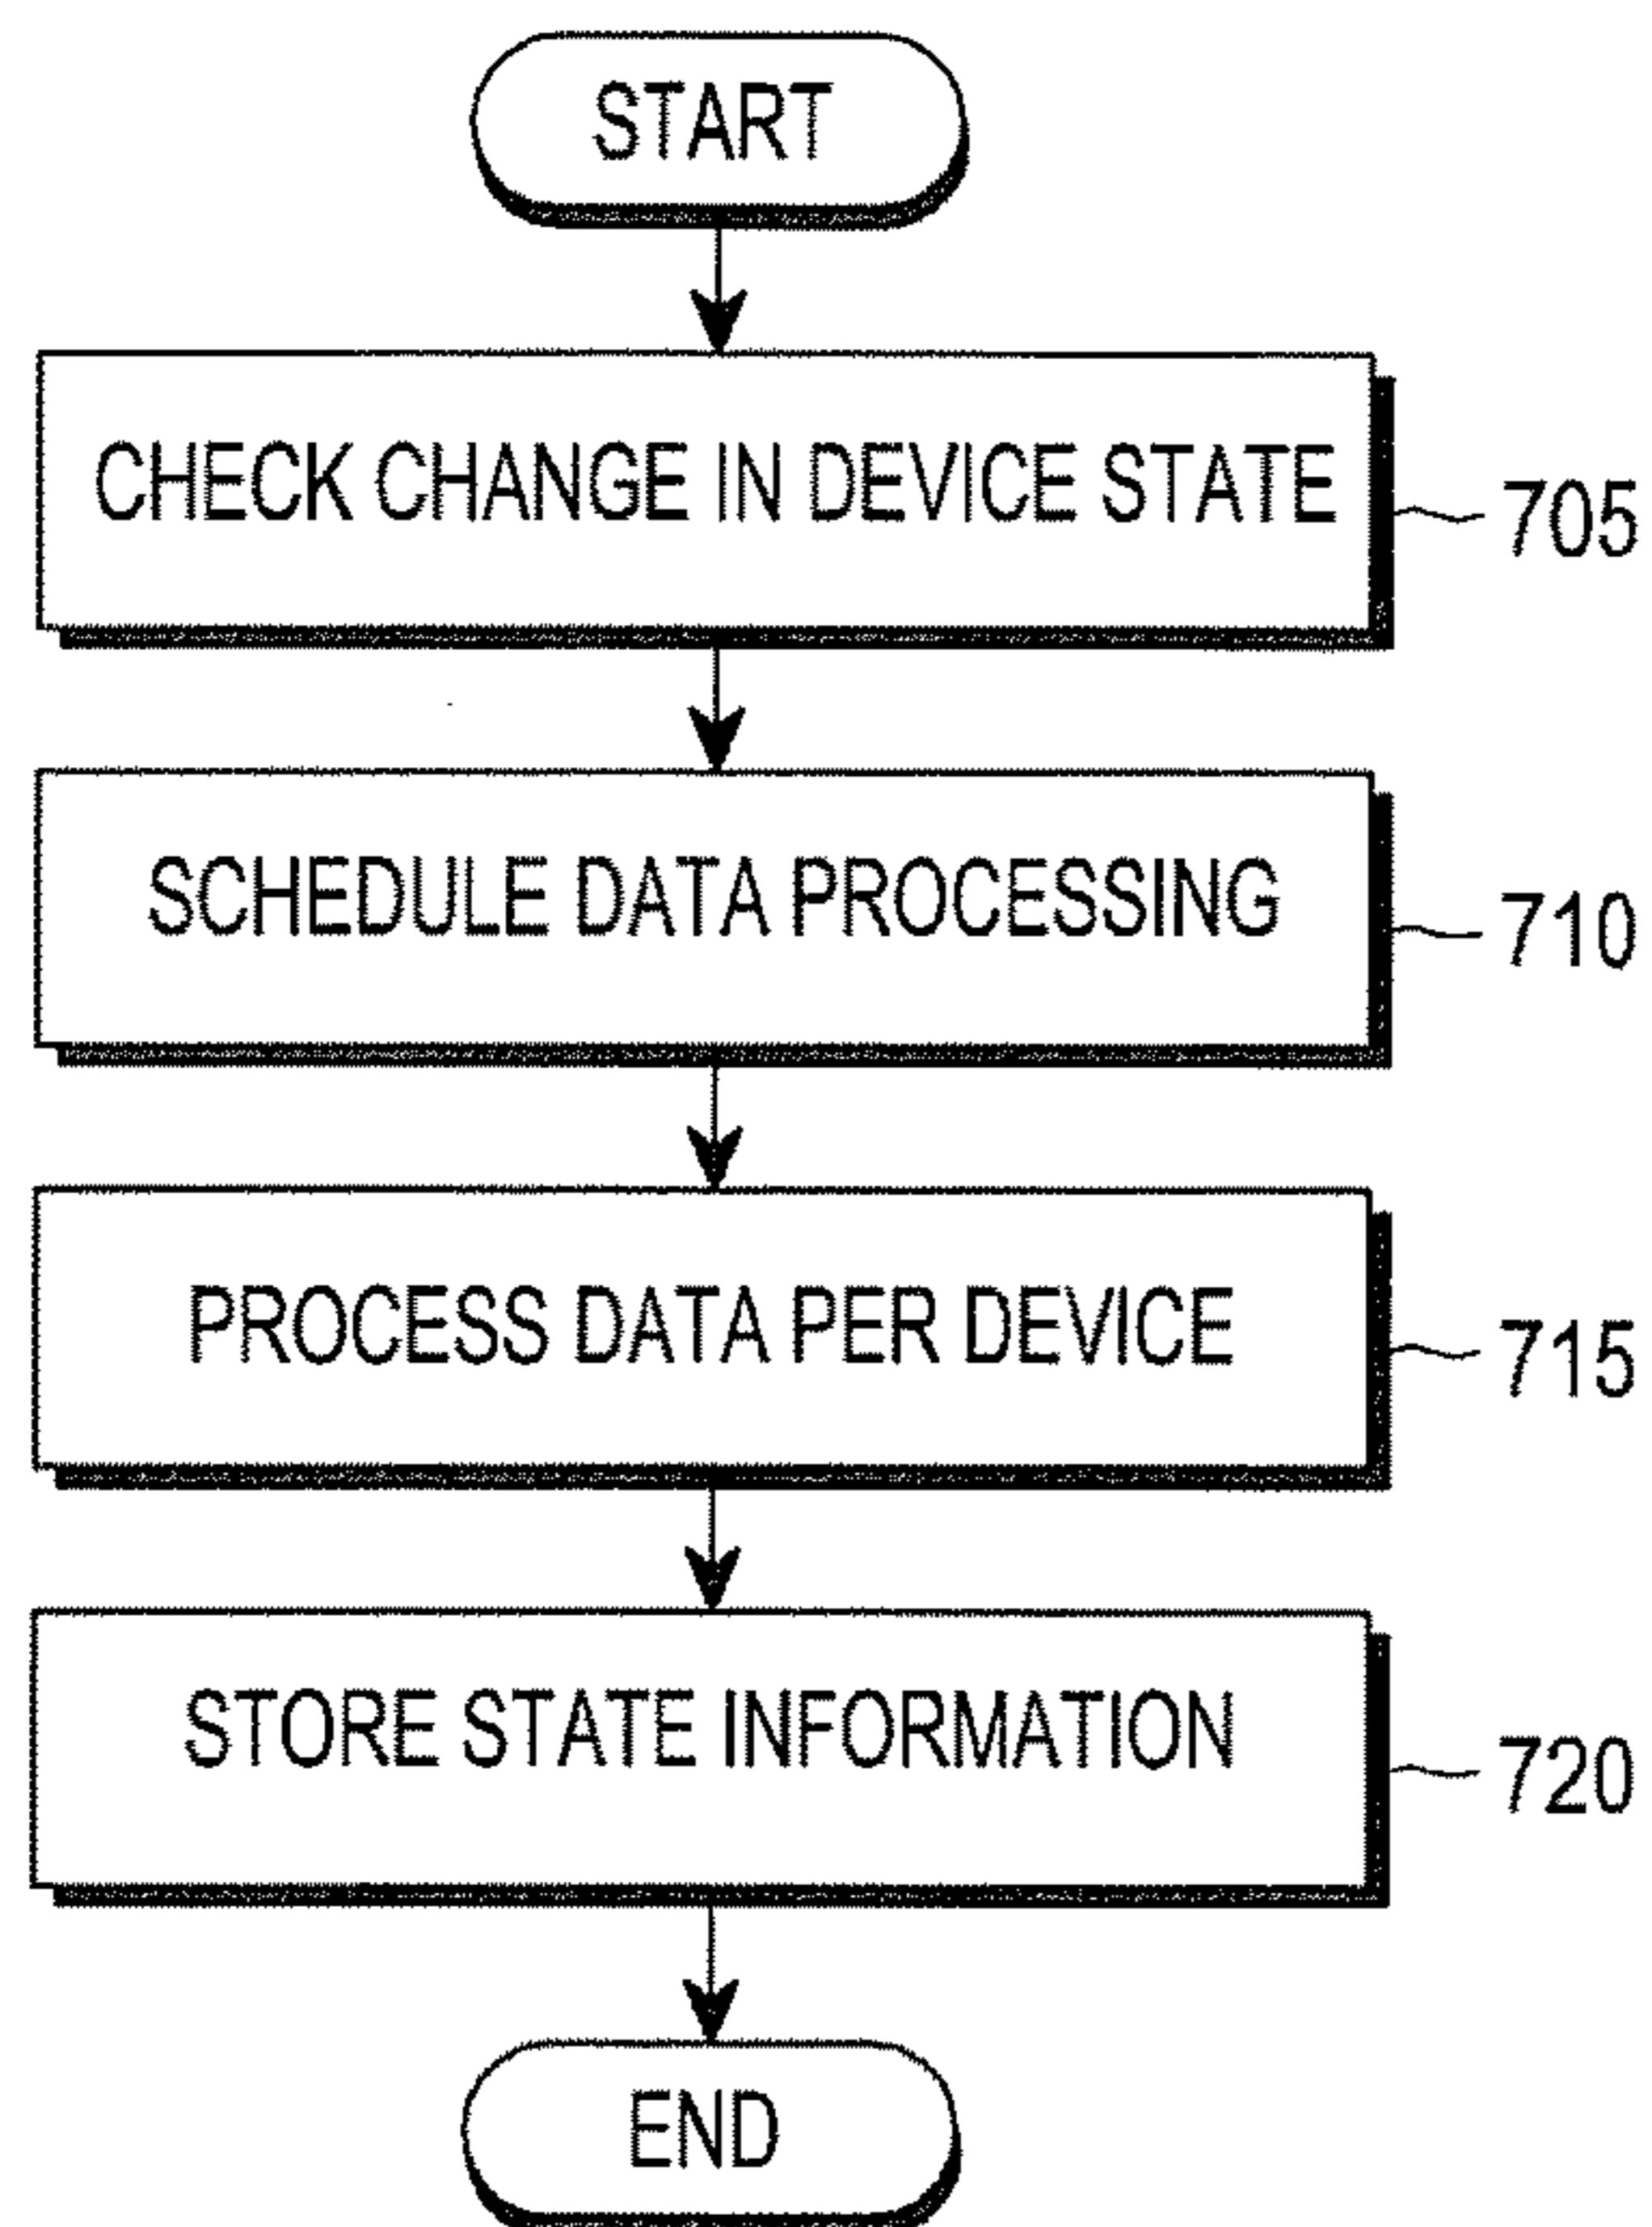 START
CHECK CHANGE IN DEVICE STATE
705
SCHEDULE DATA PROCESSING
710
PROCESS DATA PER DEVICE
715
STORE STATE INFORMATION
720
END